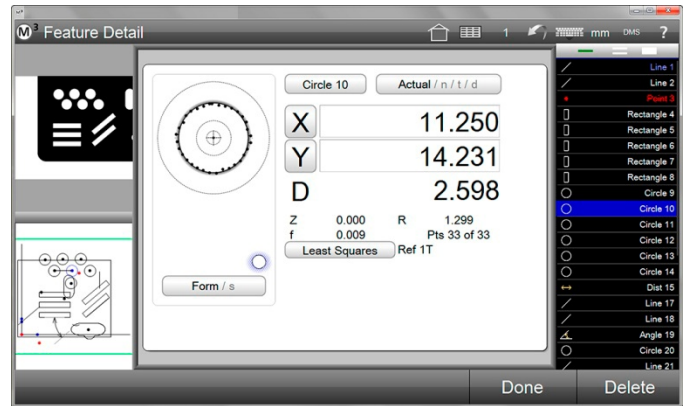 M³ Feature Detail
1
mm
DMS
?
Circle 10
Actual / n / t / d
X 11.250
Y 14.231
D 2.598
Z 0.000 R 1.299
f 0.009 Pts 33 of 33
Least Squares Ref 1T
Form / s
Line 1
Line 2
Point 3
Rectangle 4
Rectangle 5
Rectangle 6
Rectangle 7
Rectangle 8
Circle 9
Circle 10
Circle 11
Circle 12
Circle 13
Circle 14
Dist 15
Line 17
Line 18
Angle 19
Circle 20
Line 21
Done
Delete